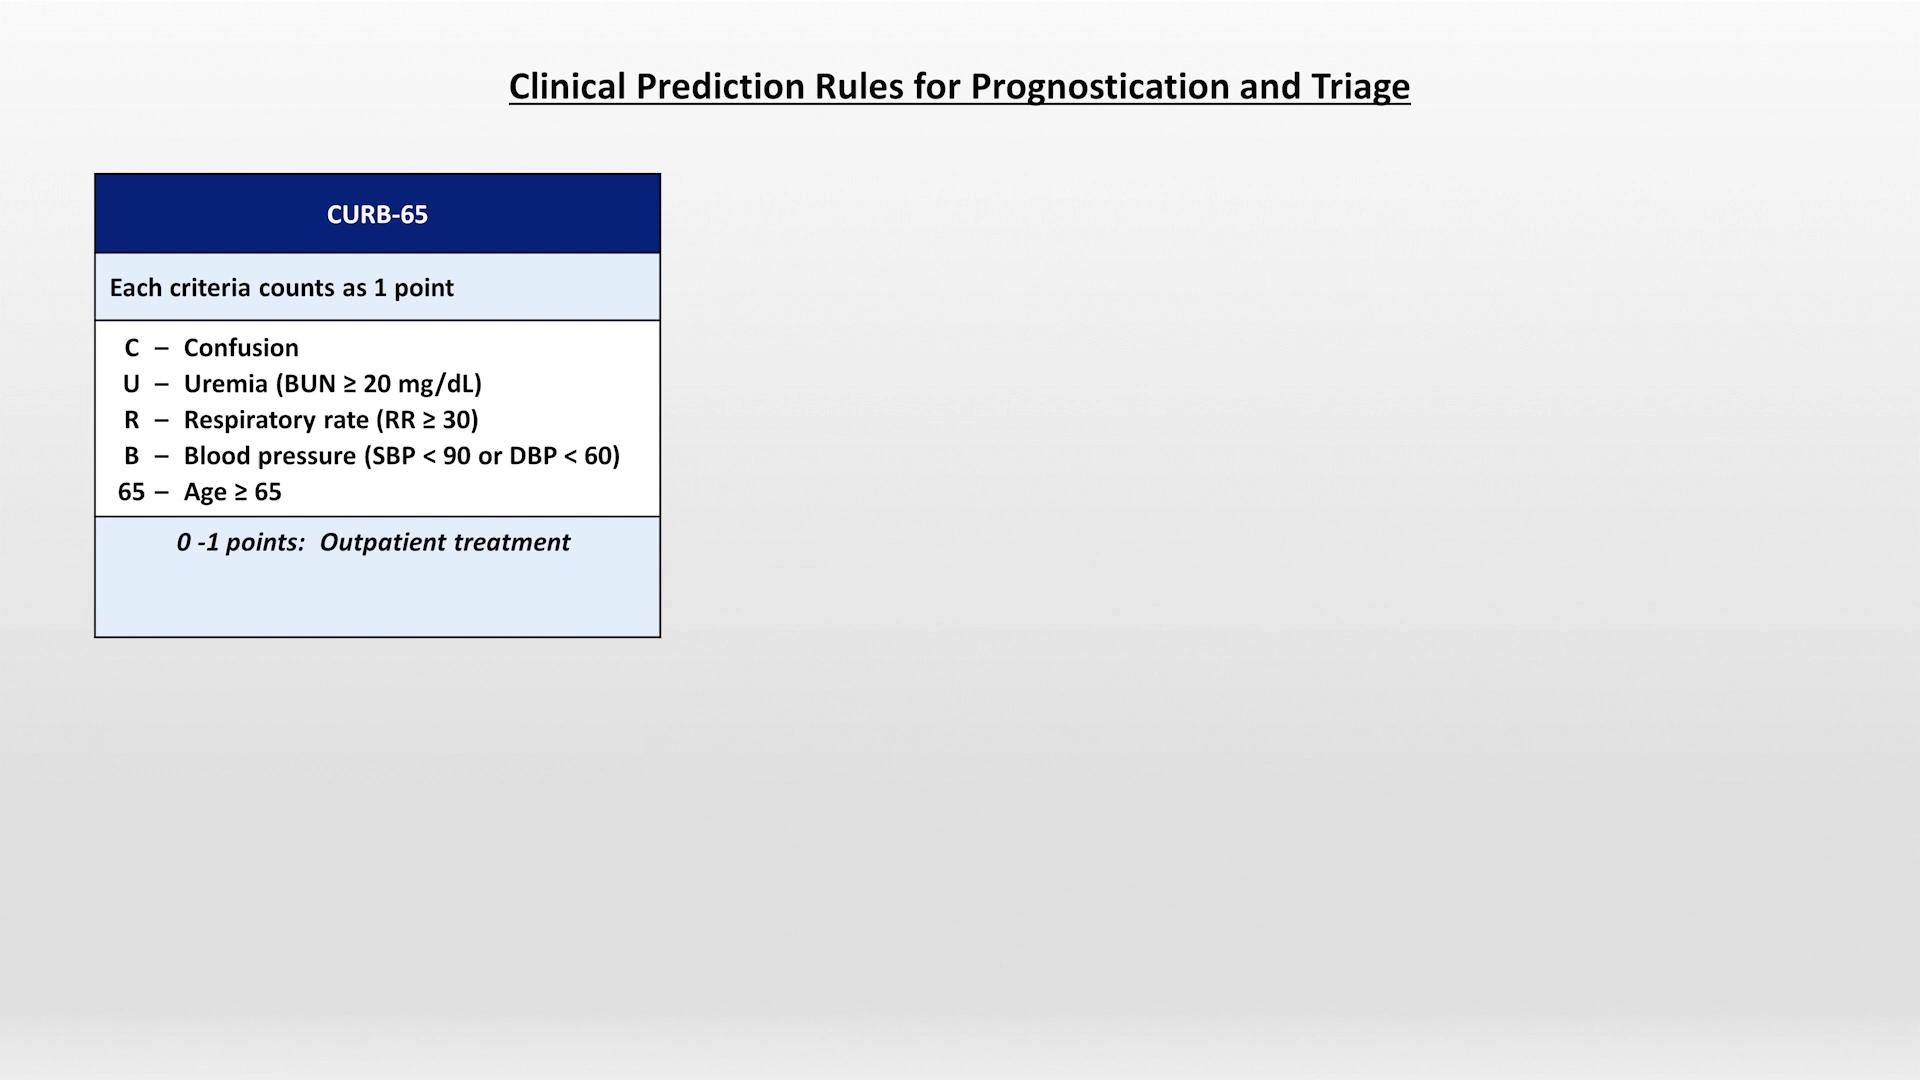 Clinical Prediction Rules for Prognostication and Triage
CURB-65
Each criteria counts as 1 point
C – Confusion
U – Uremia (BUN ≥ 20 mg/dL)
R – Respiratory rate (RR ≥ 30)
B – Blood pressure (SBP < 90 or DBP < 60)
65 – Age ≥ 65
0 -1 points: Outpatient treatment